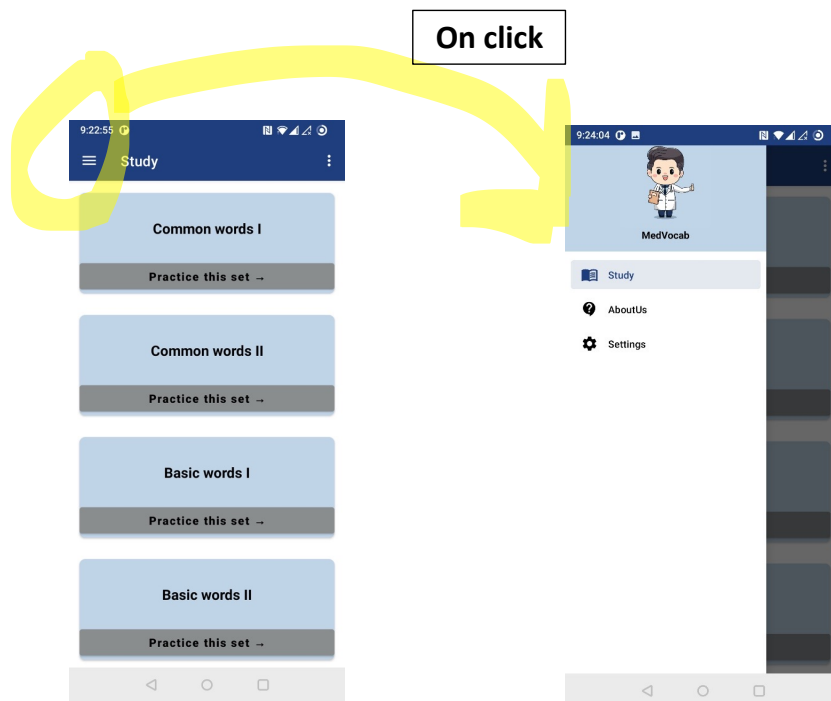 On click
9:22:55
Study
Common words I
Practice this set →
Common words II
Practice this set →
Basic words I
Practice this set →
Basic words II
Practice this set →
9:24:04
MedVocab
Study
AboutUs
Settings